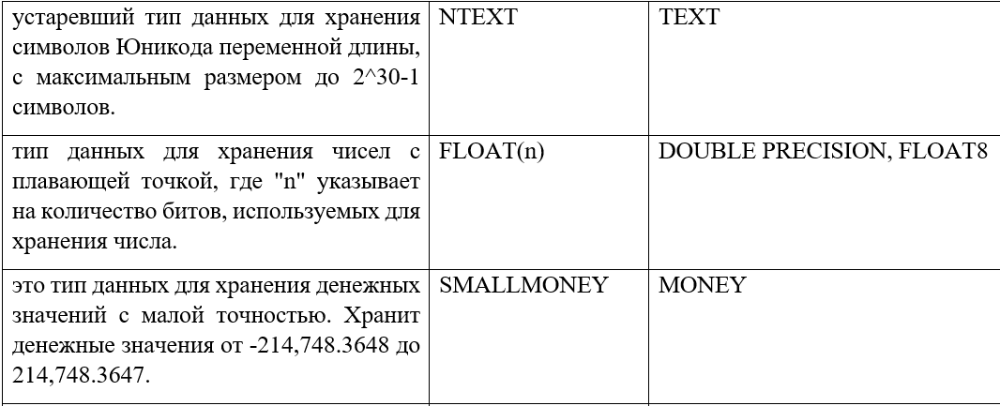 устаревший тип данных для хранения
символов Юникода переменной длины,
с максимальным размером до 2^30-1
символов.
NTEXT
TEXT
тип данных для хранения чисел с
плавающей точкой, где "n" указывает
на количество битов, используемых для
хранения числа.
FLOAT(n)
DOUBLE PRECISION, FLOAT8
это тип данных для хранения денежных
значений с малой точностью. Хранит
денежные значения от -214,748.3648 до
214,748.3647.
SMALLMONEY
MONEY